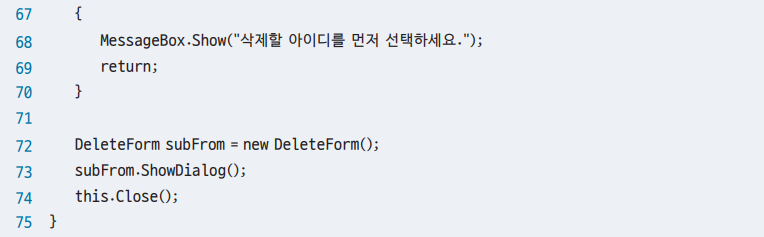 67 {
68 MessageBox.Show("삭제할 아이디를 먼저 선택하세요.");
69 return;
70 }
71
72 DeleteForm subFrom = new DeleteForm();
73 subFrom.ShowDialog();
74 this.Close();
75 }